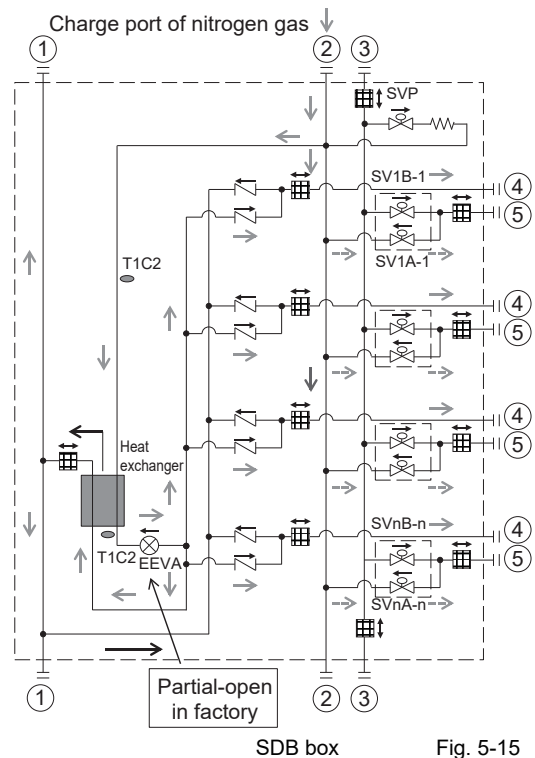 Charge port of nitrogen gas
1 2 3
SVP
SV1B-1
4
5
SV1A-1
T1C2
4
5
4
5
Heat
exchanger
T1C2
EEVA
SVnB-n
4
5
SVnA-n
1 2 3
Partial-open
in factory
SDB box
Fig. 5-15